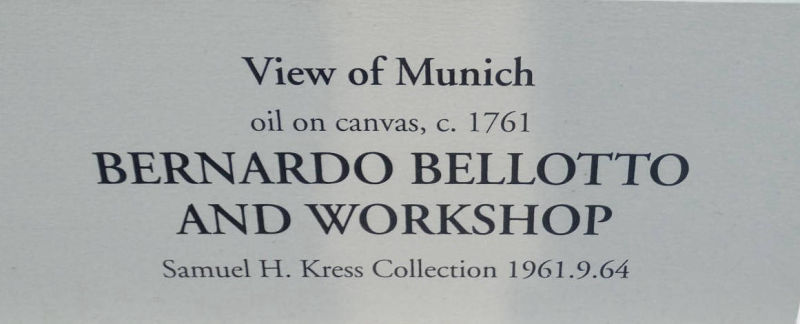 View of Munich
oil on canvas, c. 1761
BERNARDO BELLOTTO
AND WORKSHOP
Samuel H. Kress Collection 1961.9.64